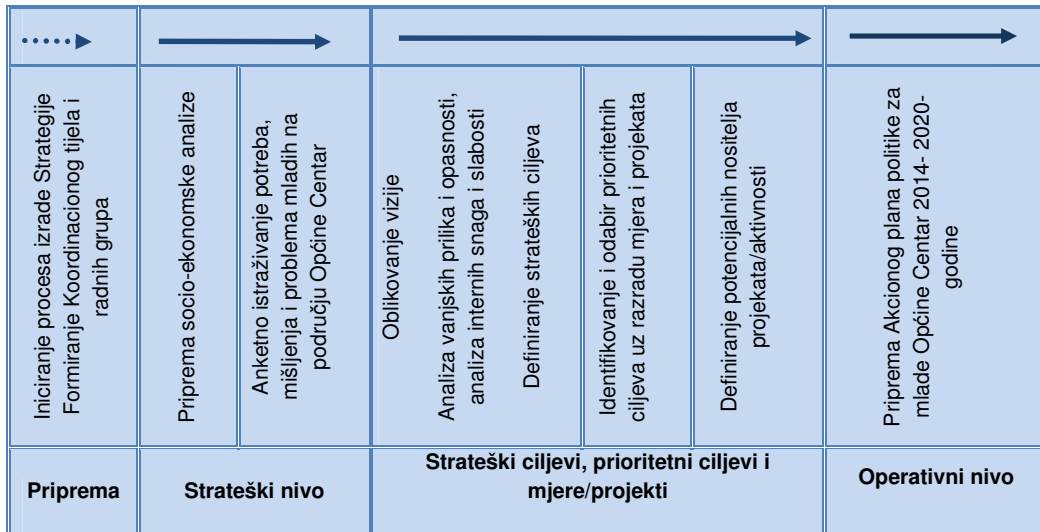 Iniciranje procesa izrade Strategije
Formiranje Koordinacionog tijela i
radnih grupa
Priprema socio-ekonomske analize
Anketno istraživanje potreba,
mišljenja i problema mladih na
području Općine Centar
Oblikovanje vizije
Analiza vanjskih prilika i opasnosti,
analiza internih snaga i slabosti
Definiranje strateških ciljeva
Identifikovanje i odabir prioritetnih
ciljeva uz razradu mjera i projekata
Definiranje potencijalnih nositelja
projekata/aktivnosti
Priprema Akcionog plana politike za
mlade Općine Centar 2014- 2020-
godine
Priprema
Strateški nivo
Strateški ciljevi, prioritetni ciljevi i
mjere/projekti
Operativni nivo